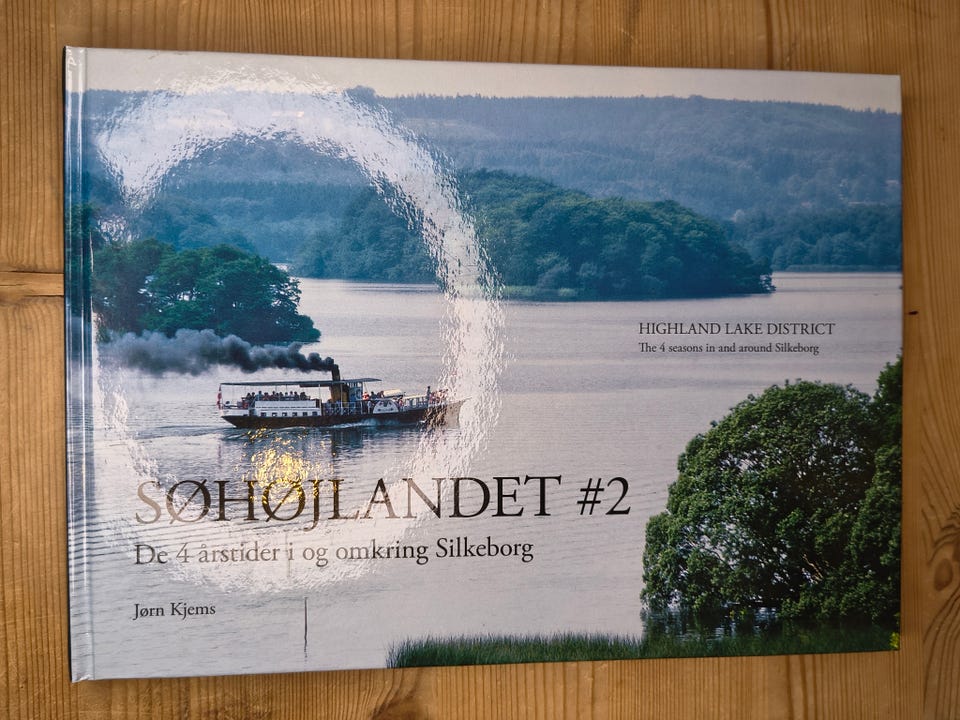 HIGHLAND LAKE DISTRICT
The 4 seasons in and around Silkeborg
SØHØJLANDET #2
De 4 årstider i og omkring Silkeborg
Jørn Kjems